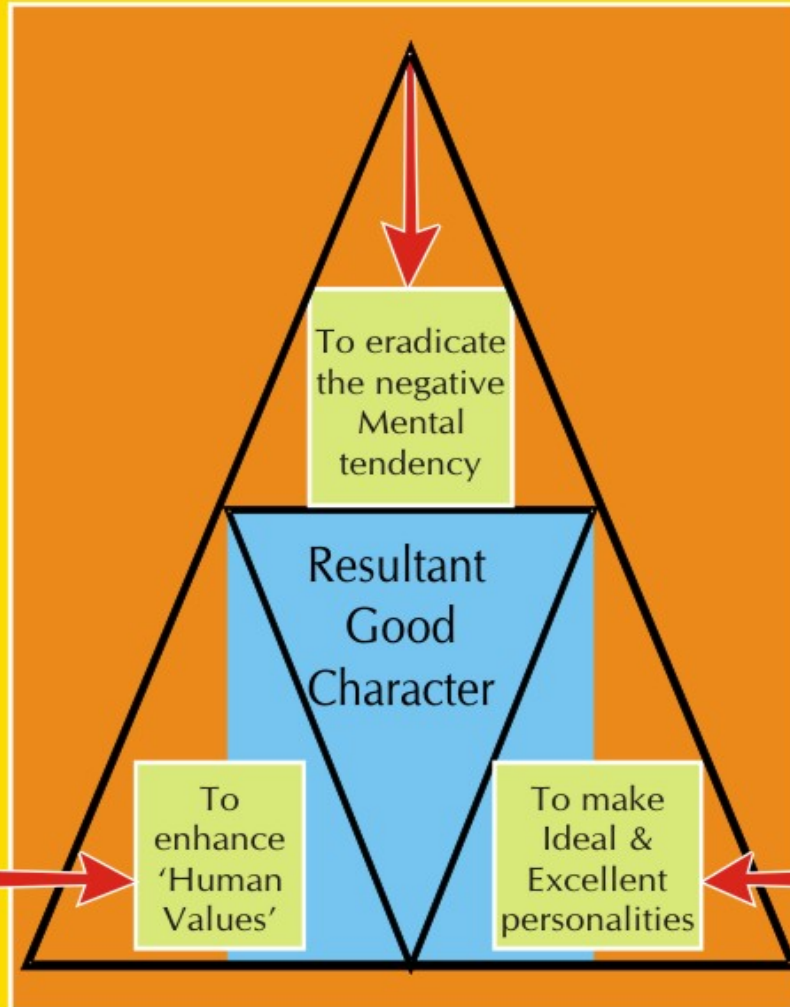 To eradicate
the negative
Mental
tendency
Resultant
Good
Character
To
enhance
‘Human
Values’
To make
Ideal &
Excellent
personalities